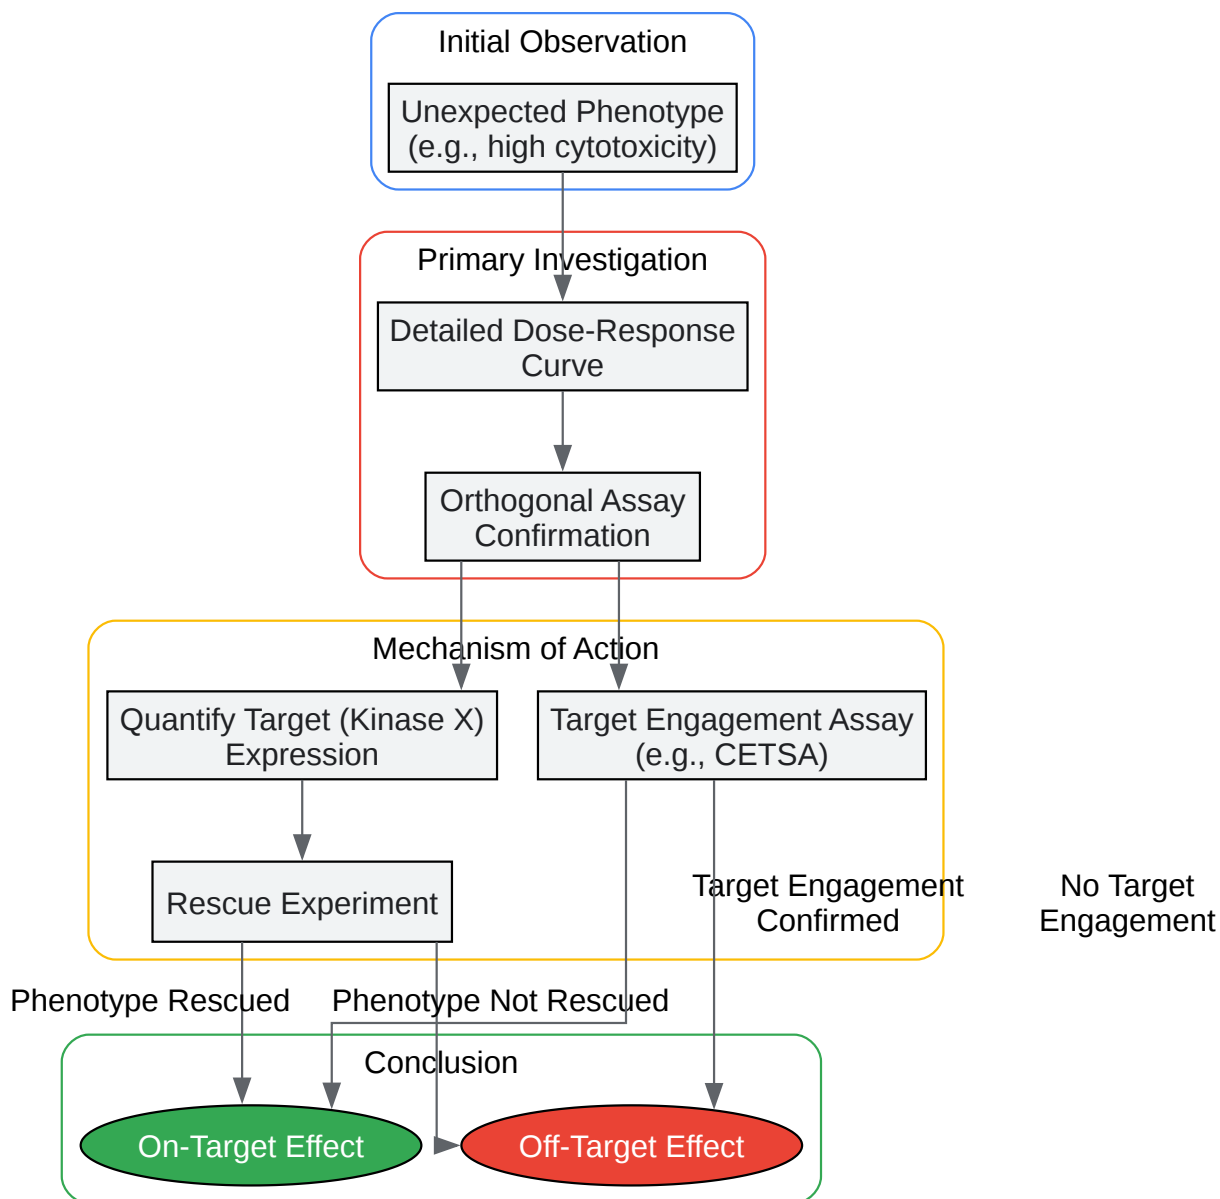 Initial Observation
Unexpected Phenotype
(e.g., high cytotoxicity)
Primary Investigation
Detailed Dose-Response
Curve
Orthogonal Assay
Confirmation
Mechanism of Action
Quantify Target (Kinase X)
Expression
Target Engagement Assay
(e.g., CETSA)
Rescue Experiment
Target Engagement
Confirmed
No Target
Engagement
Phenotype Rescued
Phenotype Not Rescued
Conclusion
On-Target Effect
Off-Target Effect